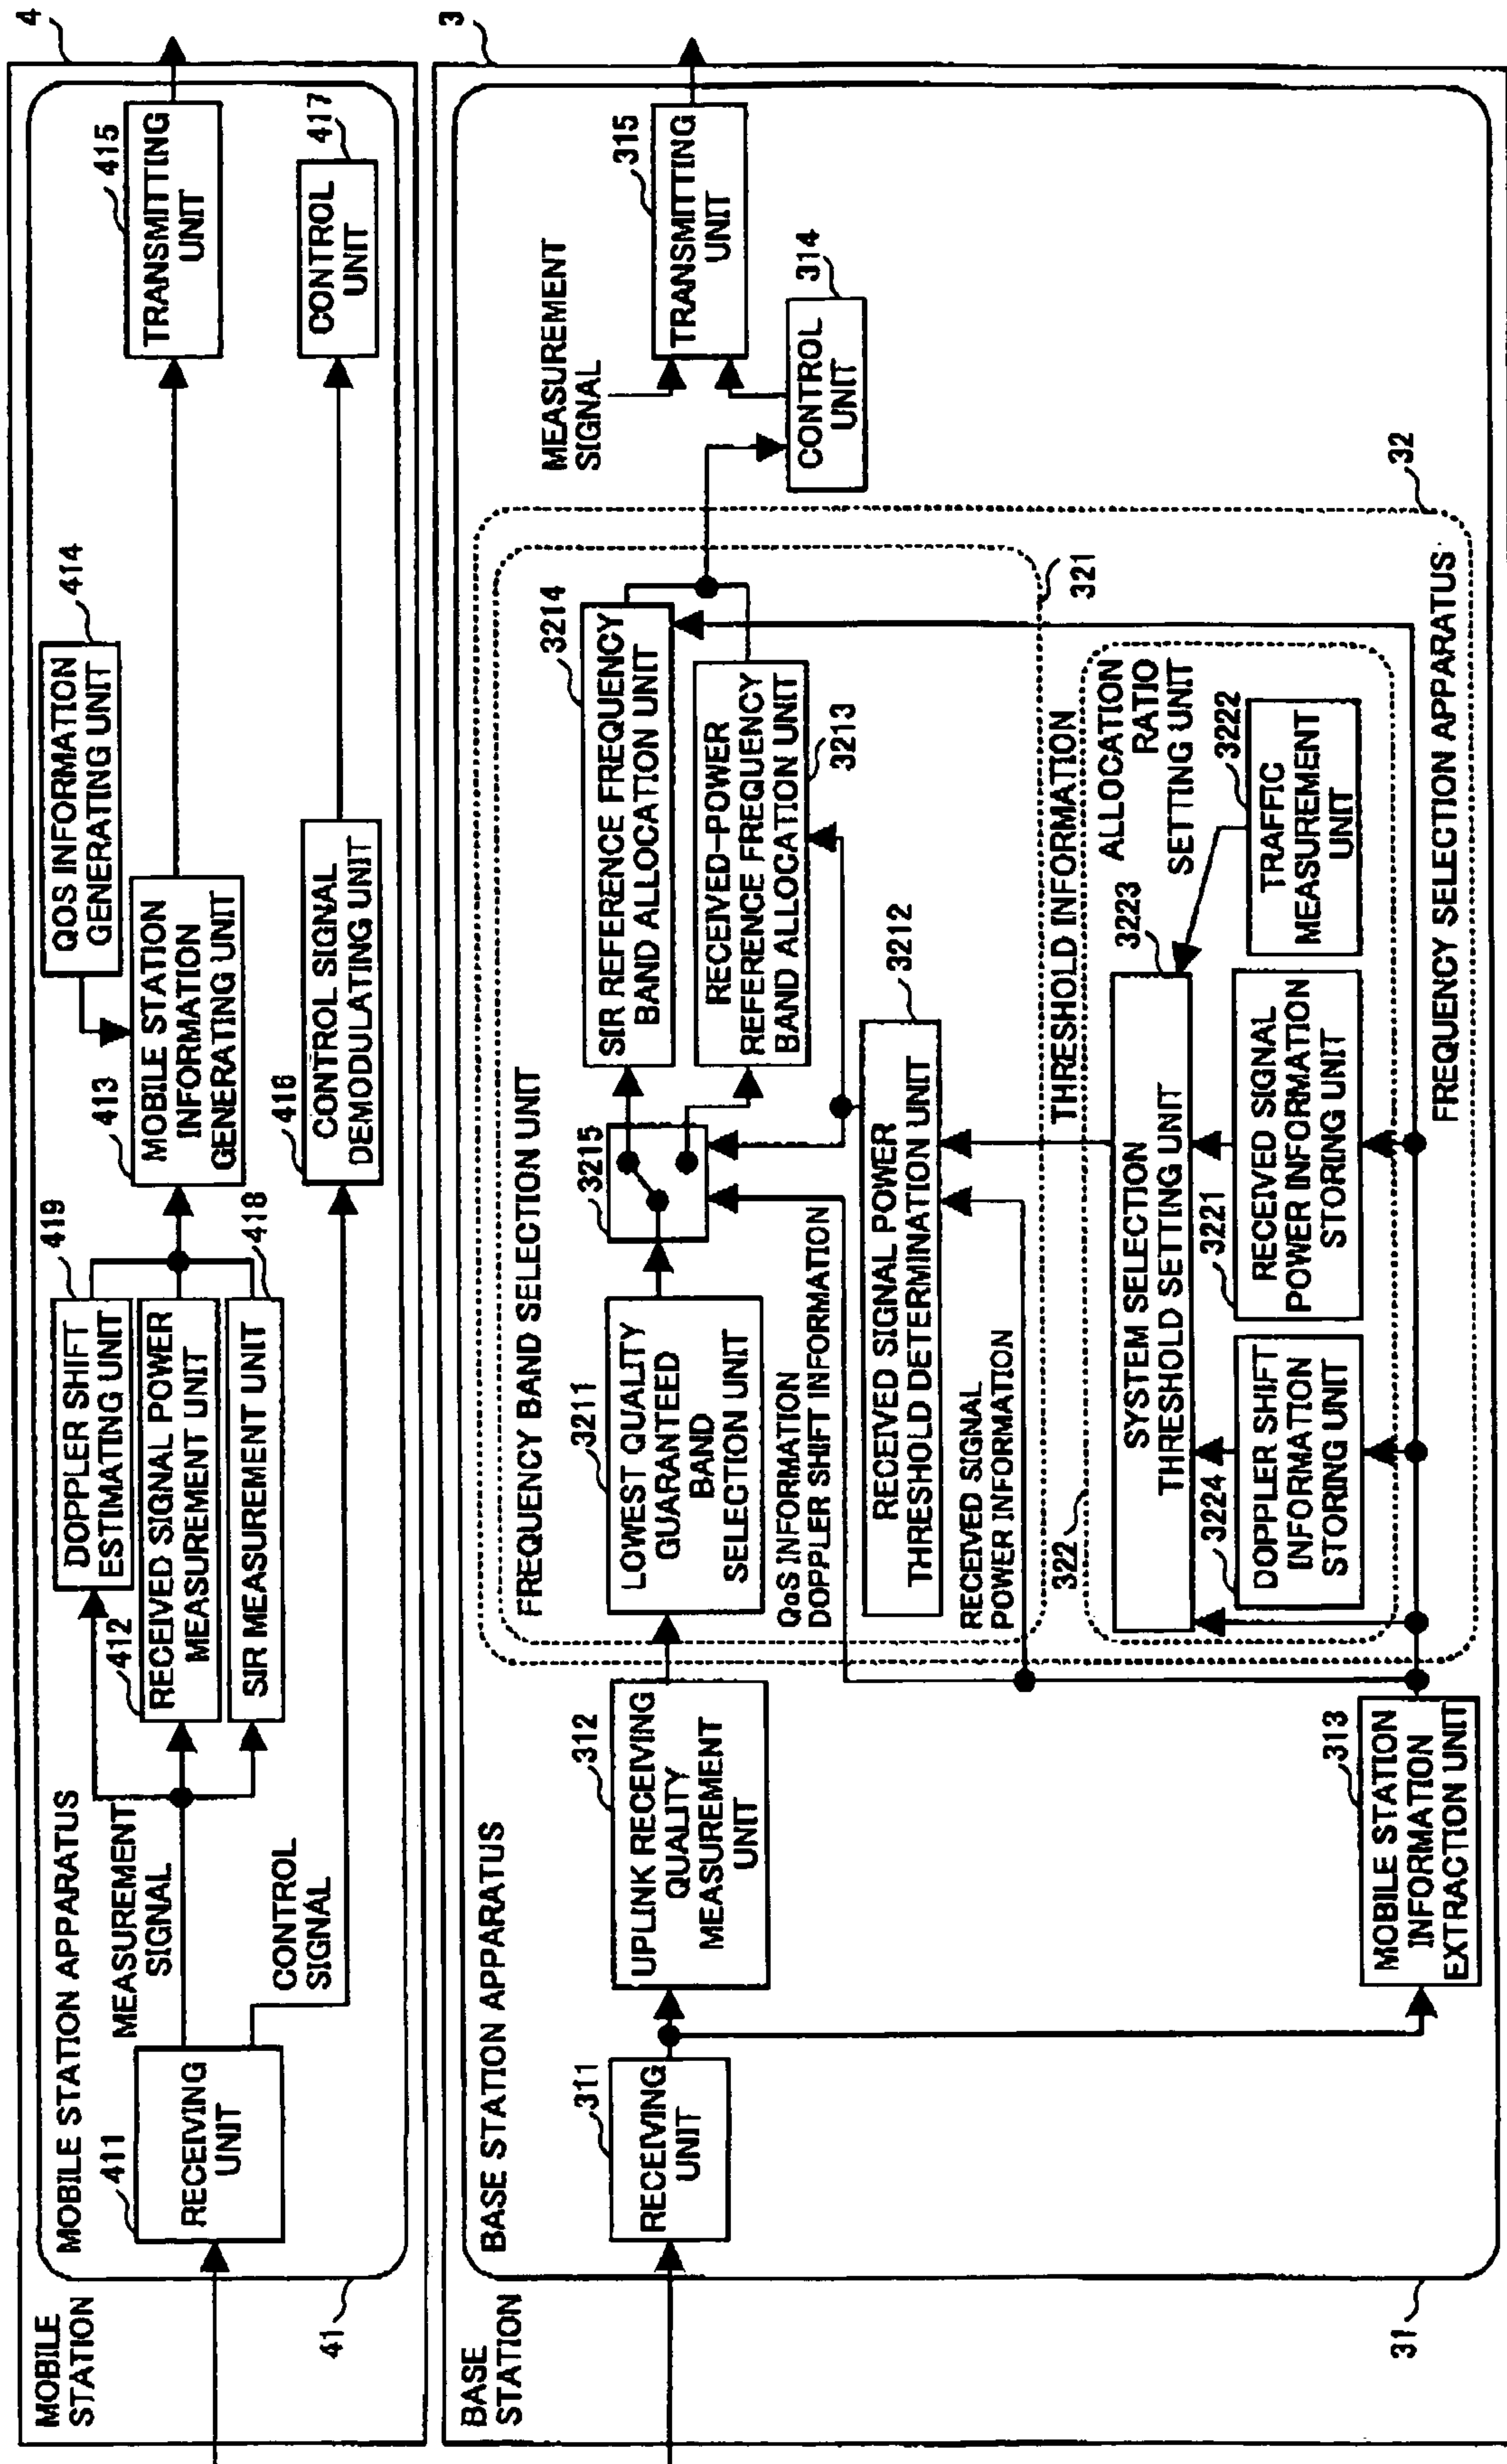 MOBILE
STATION
4
MOBILE STATION APPARATUS
41
411
RECEIVING
UNIT
MEASUREMENT
SIGNAL
CONTROL
SIGNAL
419
DOPPLER SHIFT
ESTIMATING UNIT
412
RECEIVED SIGNAL POWER
MEASUREMENT UNIT
SIR MEASUREMENT UNIT
418
413
MOBILE STATION
INFORMATION
GENERATING UNIT
QOS INFORMATION
GENERATING UNIT
414
416
CONTROL SIGNAL
DEMODULATING UNIT
415
TRANSMITTING
UNIT
417
CONTROL
UNIT
BASE
STATION
3
BASE STATION APPARATUS
31
311
RECEIVING
UNIT
312
UPLINK RECEIVING
QUALITY
MEASUREMENT
UNIT
313
MOBILE STATION
INFORMATION
EXTRACTION UNIT
FREQUENCY BAND SELECTION UNIT
3211
LOWEST QUALITY
GUARANTEED
BAND
SELECTION UNIT
3215
3214
SIR REFERENCE FREQUENCY
BAND ALLOCATION UNIT
RECEIVED-POWER
REFERENCE FREQUENCY
BAND ALLOCATION UNIT
3213
QoS INFORMATION
DOPPLER SHIFT INFORMATION
RECEIVED SIGNAL POWER
THRESHOLD DETERMINATION UNIT
3212
RECEIVED SIGNAL
POWER INFORMATION
THRESHOLD INFORMATION
321
322
ALLOCATION
RATIO
SETTING UNIT
SYSTEM SELECTION
THRESHOLD SETTING UNIT
3223
3224
DOPPLER SHIFT
INFORMATION
STORING UNIT
3221
RECEIVED SIGNAL
POWER INFORMATION
STORING UNIT
3222
TRAFFIC
MEASUREMENT
UNIT
FREQUENCY SELECTION APPARATUS
32
MEASUREMENT
SIGNAL
315
TRANSMITTING
UNIT
314
CONTROL
UNIT